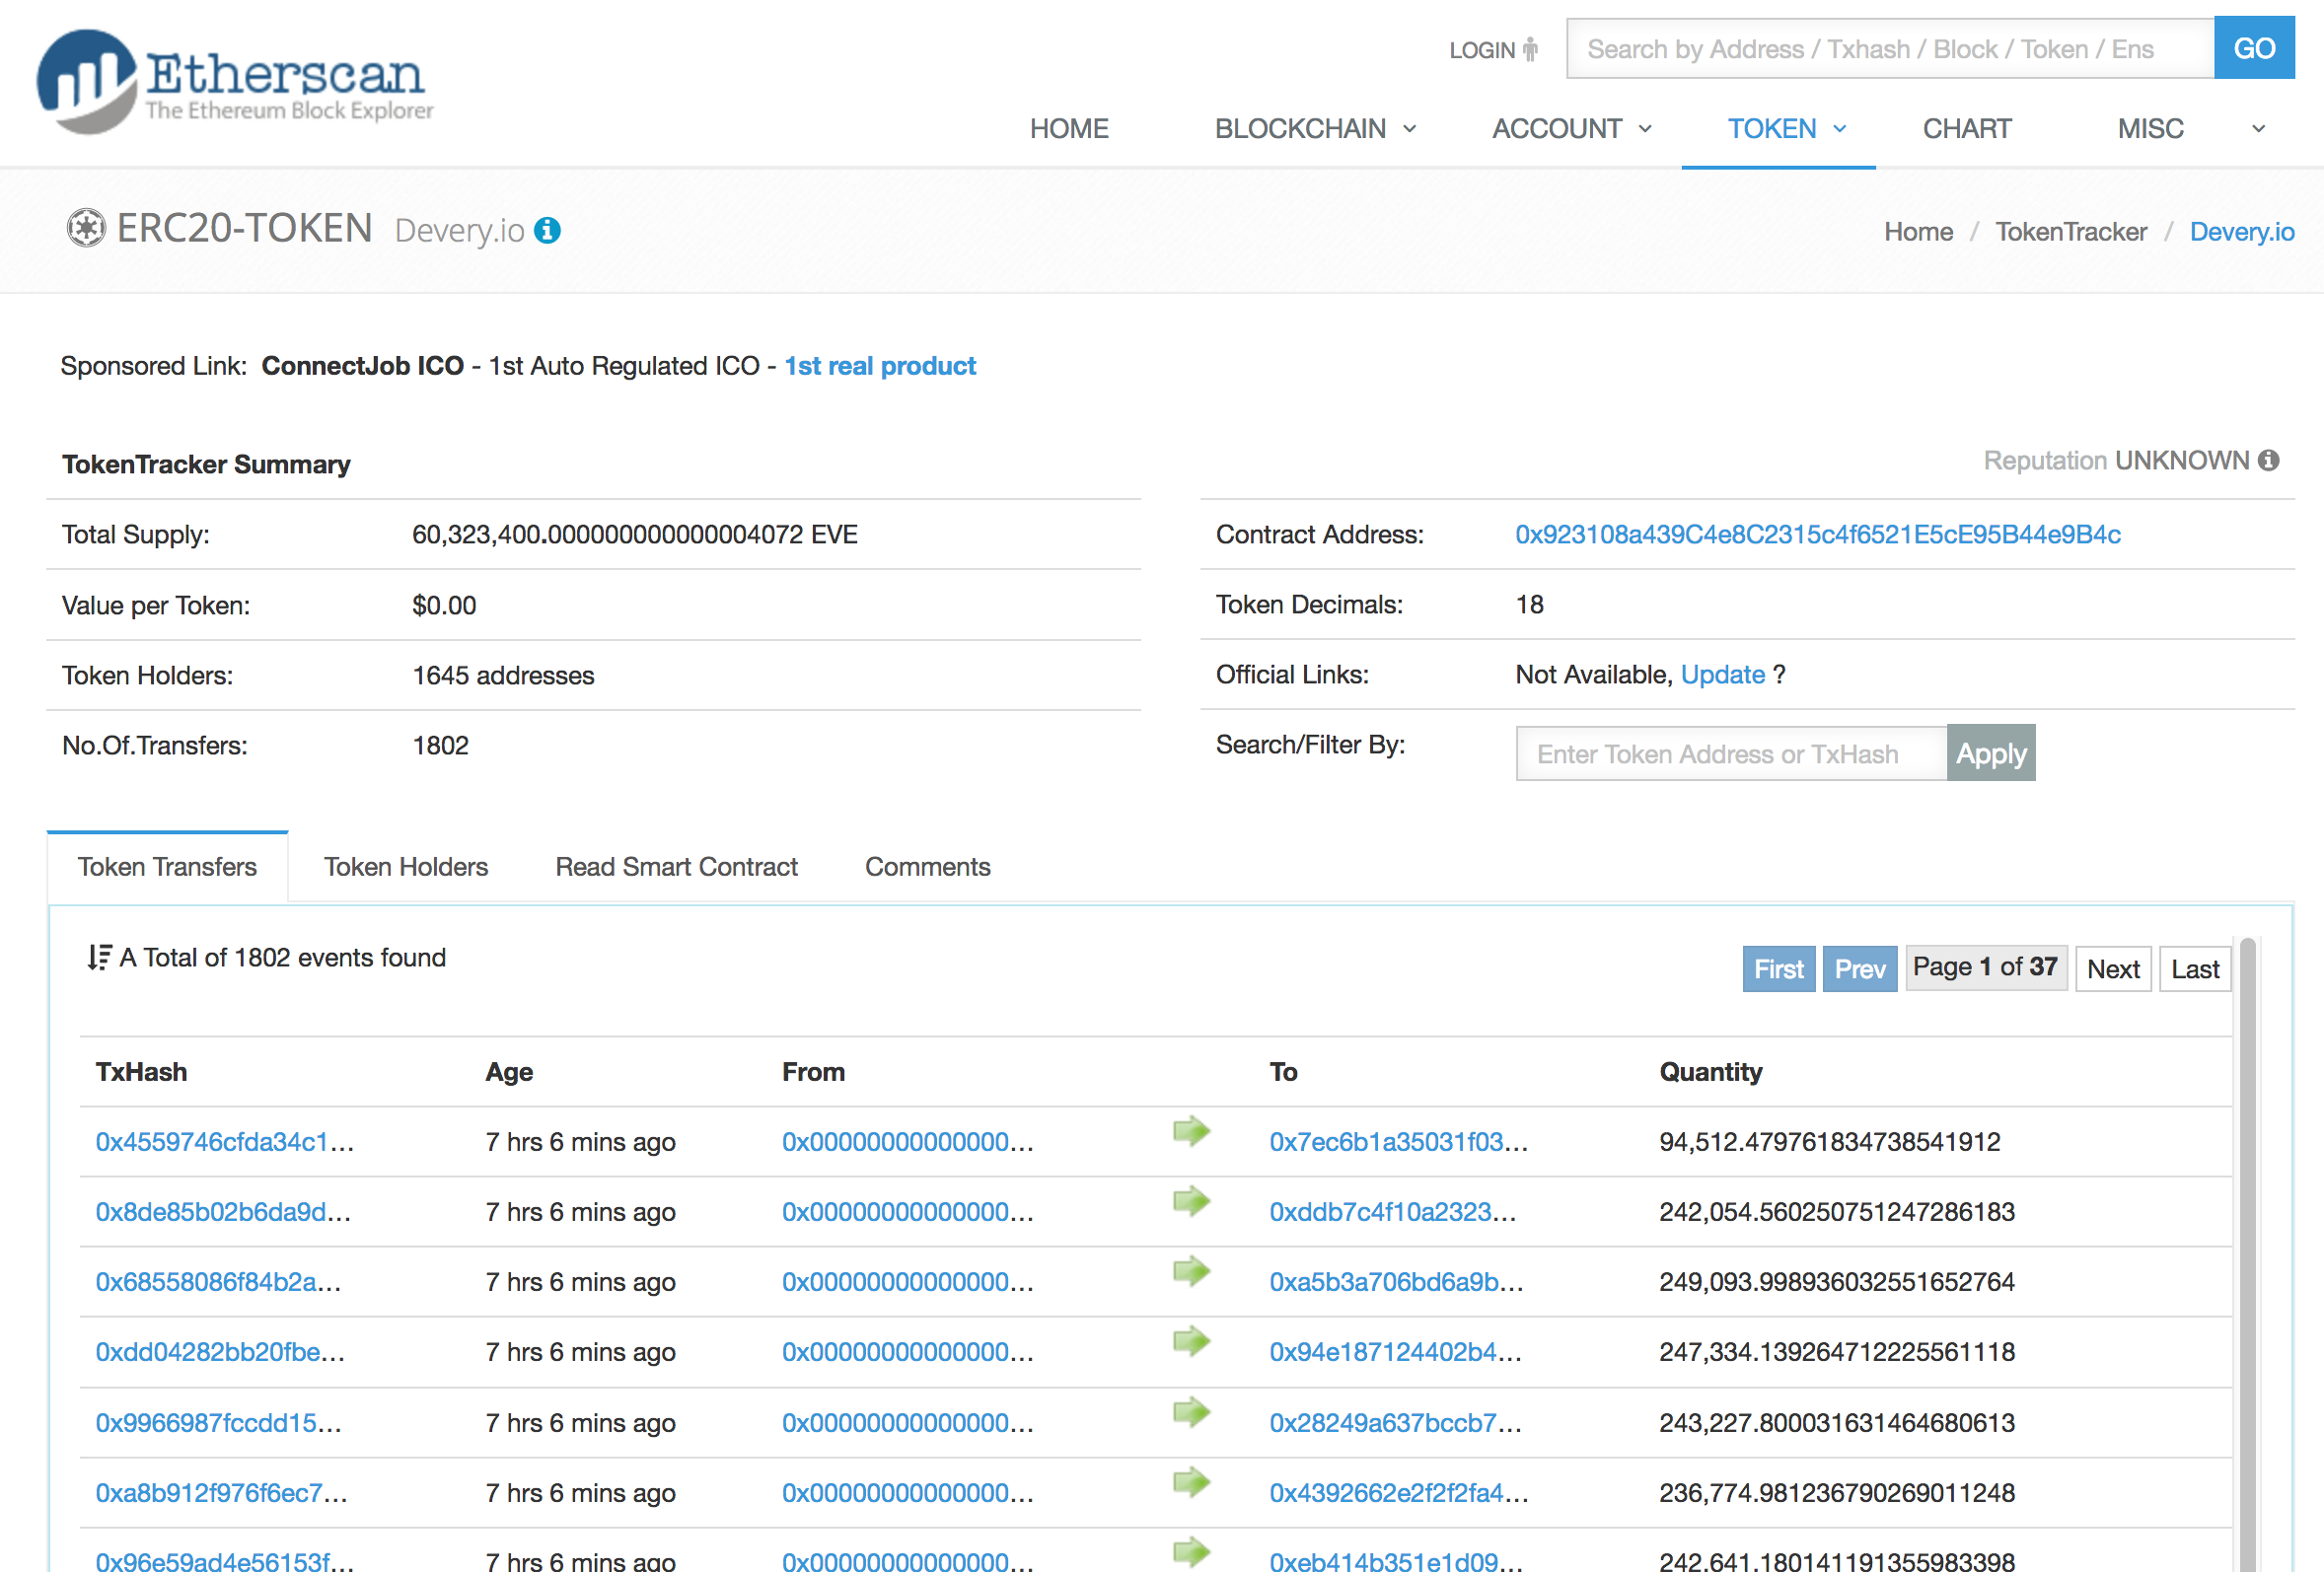 Etherscan
The Ethereum Block Explorer
LOGIN
Search by Address / Txhash / Block / Token / Ens
GO
HOME
BLOCKCHAIN
ACCOUNT
TOKEN
CHART
MISC
ERC20-TOKEN Devery.io
Home / TokenTracker / Devery.io
Sponsored Link: ConnectJob ICO - 1st Auto Regulated ICO - 1st real product
TokenTracker Summary
Reputation UNKNOWN
Total Supply: 60,323,400.000000000000004072 EVE
Contract Address: 0x923108a439C4e8C2315c4f6521E5cE95B44e9B4c
Value per Token: $0.00
Token Decimals: 18
Token Holders: 1645 addresses
Official Links: Not Available, Update ?
No.Of.Transfers: 1802
Search/Filter By: Enter Token Address or TxHash Apply
Token Transfers
Token Holders
Read Smart Contract
Comments
A Total of 1802 events found
First Prev Page 1 of 37 Next Last
TxHash Age From To Quantity
0x4559746cfda34c1... 7 hrs 6 mins ago 0x00000000000000... 0x7ec6b1a35031f03... 94,512.479761834738541912
0x8de85b02b6da9d... 7 hrs 6 mins ago 0x00000000000000... 0xddb7c4f10a2323... 242,054.560250751247286183
0x68558086f84b2a... 7 hrs 6 mins ago 0x00000000000000... 0xa5b3a706bd6a9b... 249,093.998936032551652764
0xdd04282bb20fbe... 7 hrs 6 mins ago 0x00000000000000... 0x94e187124402b4... 247,334.139264712225561118
0x9966987fccdd15... 7 hrs 6 mins ago 0x00000000000000... 0x28249a637bccb7... 243,227.800031631464680613
0xa8b912f976f6ec7... 7 hrs 6 mins ago 0x00000000000000... 0x4392662e2f2f2fa4... 236,774.981236790269011248
0x96e59ad4e56153f... 7 hrs 6 mins ago 0x00000000000000... 0xeb414b351e1d09... 242,641.180141191355983398